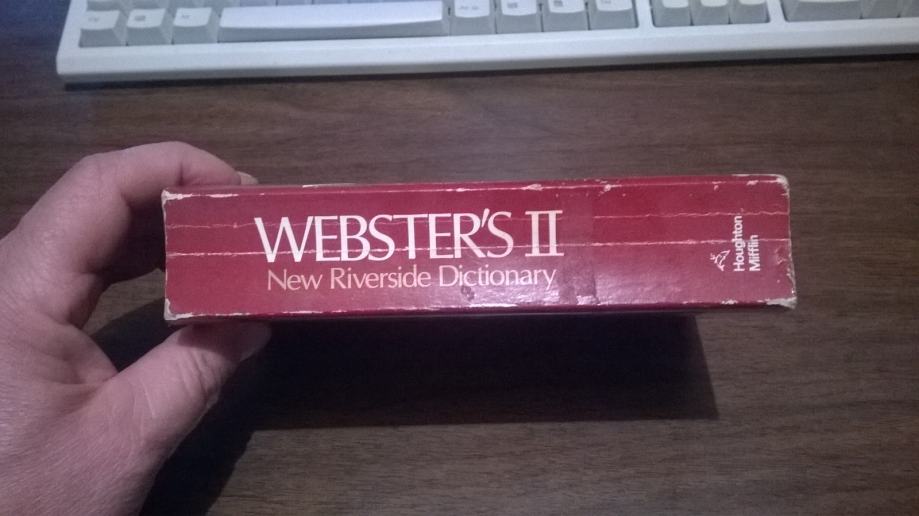 WEBSTER'S II
New Riverside Dictionary
Houghton
Mifflin